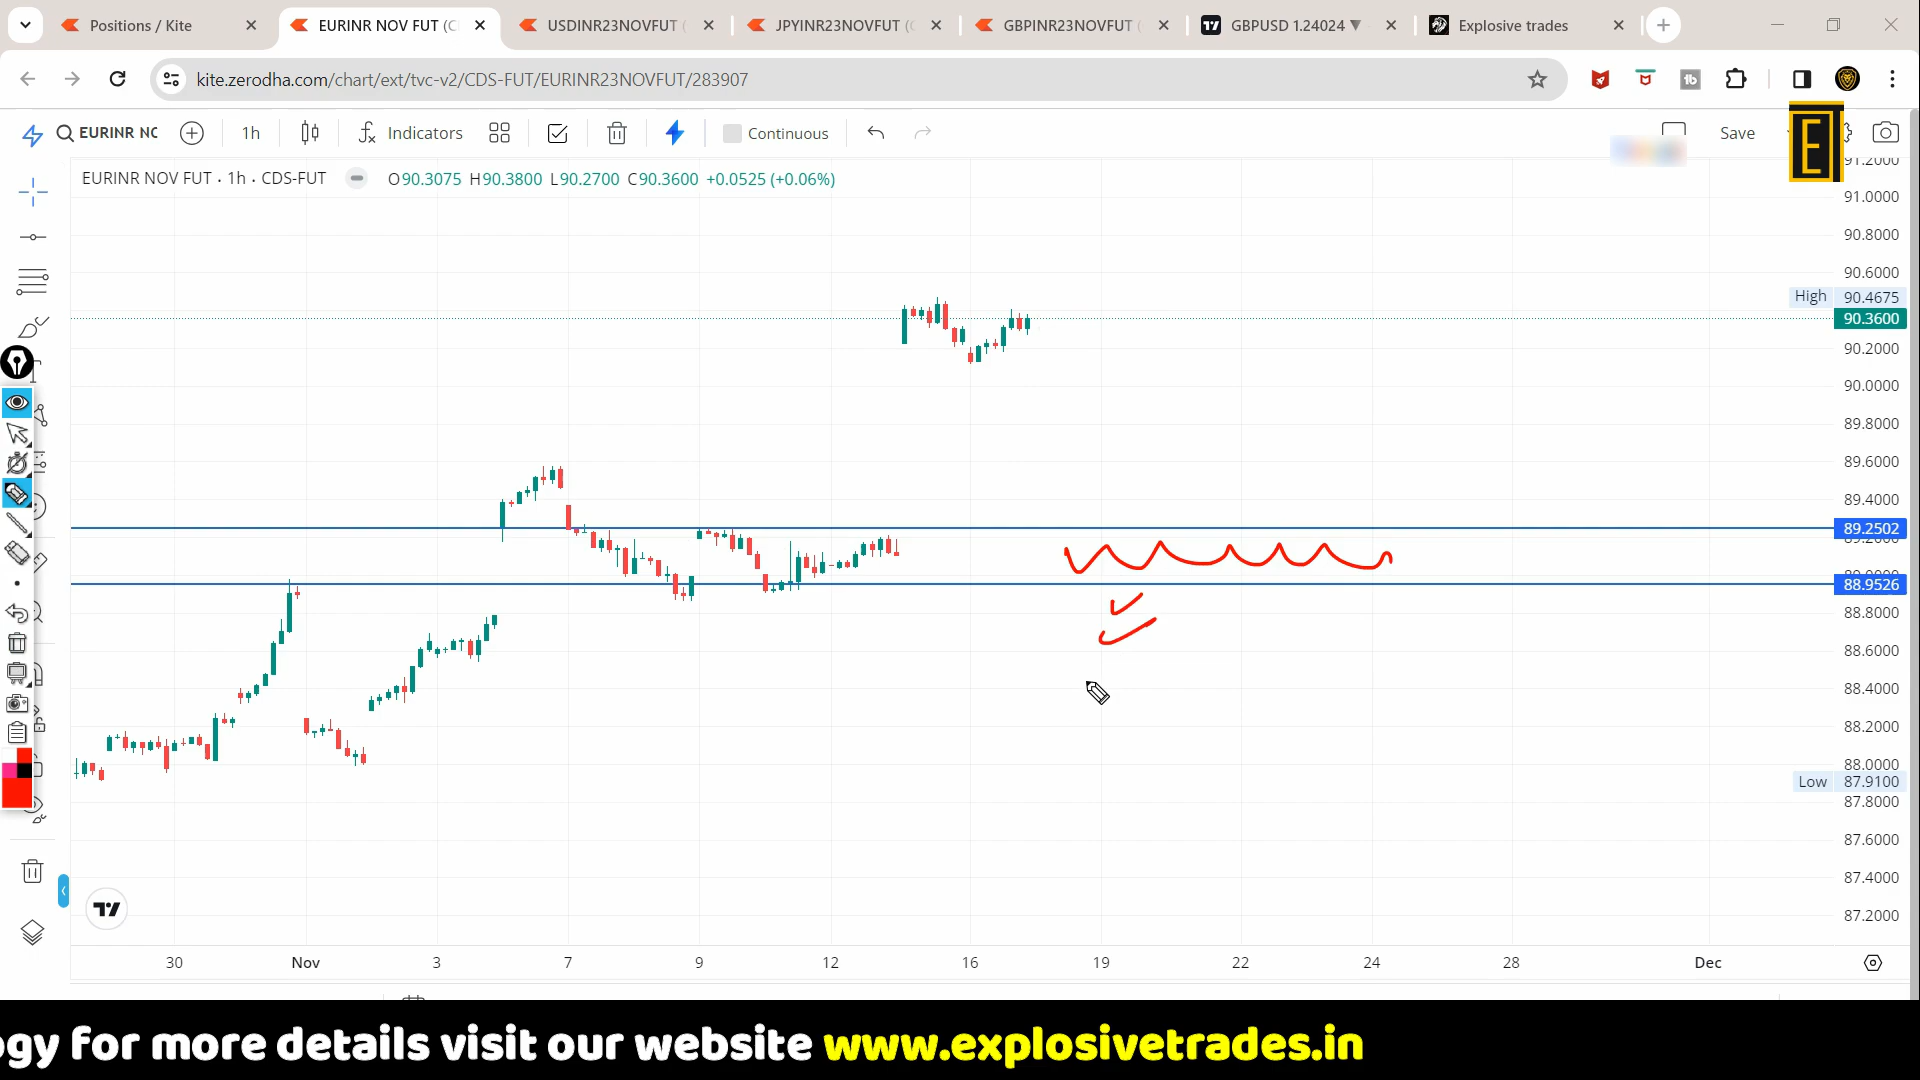 Positions / Kite
EURINR NOV FUT (C
USDINR23NOVFUT (
JPYINR23NOVFUT (C
GBPINR23NOVFUT (
GBPUSD 1.24024 ▼
Explosive trades
kite.zerodha.com/chart/ext/tvc-v2/CDS-FUT/EURINR23NOVFUT/283907
EURINR NO
1h
Indicators
Continuous
Save
E
EURINR NOV FUT · 1h · CDS-FUT
O90.3075 H90.3800 L90.2700 C90.3600 +0.0525 (+0.06%)
91.2000
91.0000
90.8000
90.6000
High 90.4675
90.3600
90.2000
90.0000
89.8000
89.6000
89.4000
89.2502
89.2000
88.9526
88.8000
88.6000
88.4000
88.2000
88.0000
Low 87.9100
87.8000
87.6000
87.4000
87.2000
30 Nov 3 7 9 12 16 19 22 24 28 Dec
ogy for more details visit our website www.explosivetrades.in